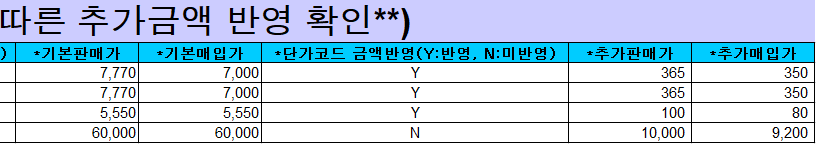 따른 추가금액 반영 확인**)
) *기본판매가 *기본매입가 *단가코드 금액반영(Y:반영, N:미반영) *추가판매가 *추가매입가
7,770 7,000 Y 365 350
7,770 7,000 Y 365 350
5,550 5,550 Y 100 80
60,000 60,000 N 10,000 9,200